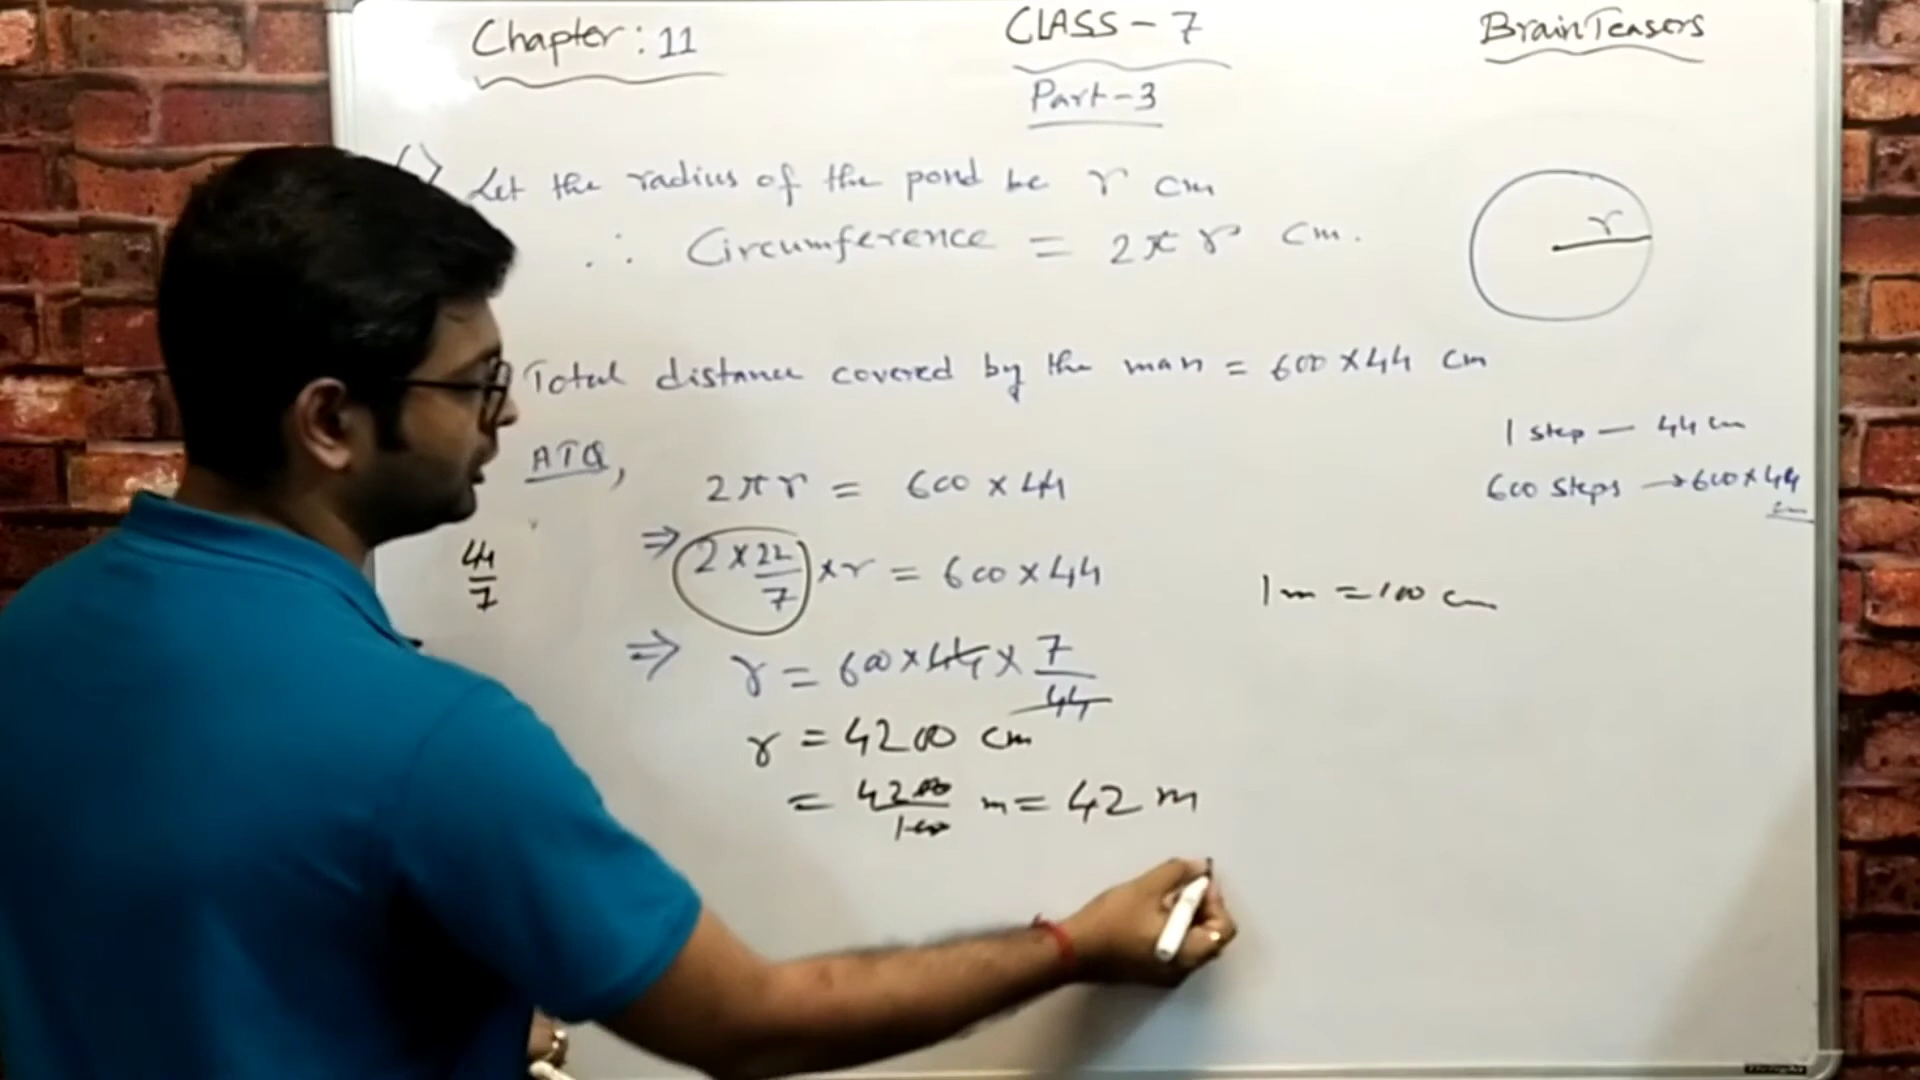 Chapter : 11
CLASS - 7
Brain Teasers
Part - 3
Let the radius of the pond be r cm
∴ Circumference = 2πr cm.
r
Total distance covered by the man = 600 × 44 cm
1 step — 44 cm
600 steps → 600 × 44 cm
ATQ,
2πr = 600 × 44
44/7
⇒ 2 × 22/7 × r = 600 × 44
1 m = 100 cm
⇒ r = 600 × 44 × 7/44
r = 4200 cm
= 4200/100 m = 42 m